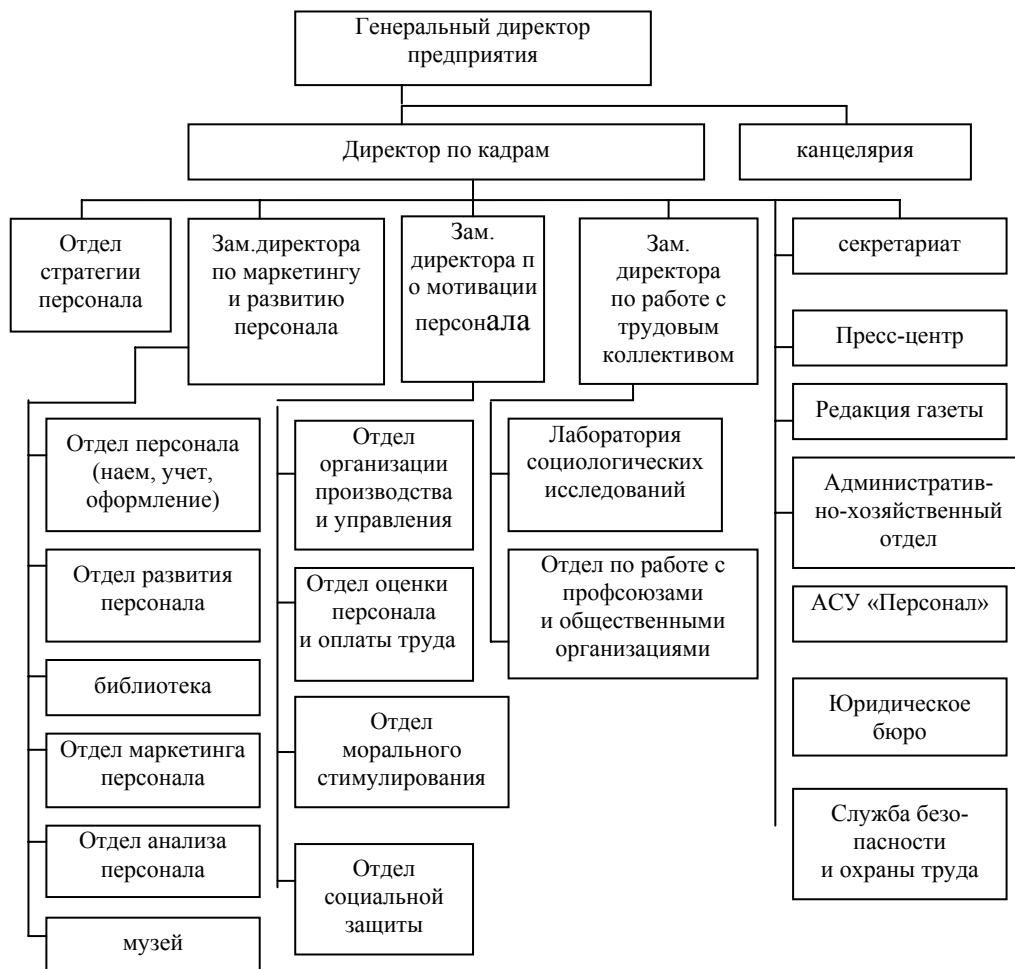 Генеральный директор
предприятия
Директор по кадрам
канцелярия
Отдел
стратегии
персонала
Зам.директора
по маркетингу
и развитию
персонала
Зам.
директора п
о мотивации
персонала
Зам.
директора
по работе с
трудовым
коллективом
секретариат
Пресс-центр
Редакция газеты
Административ-
но-хозяйственный
отдел
АСУ «Персонал»
Юридическое
бюро
Служба безо-
пасности
и охраны труда
Отдел персонала
(наем, учет,
оформление)
Отдел развития
персонала
библиотека
Отдел маркетинга
персонала
Отдел анализа
персонала
музей
Отдел
организации
производства
и управления
Отдел оценки
персонала
и оплаты труда
Отдел
морального
стимулирования
Отдел
социальной
защиты
Лаборатория
социологических
исследований
Отдел по работе с
профсоюзами
и общественными
организациями